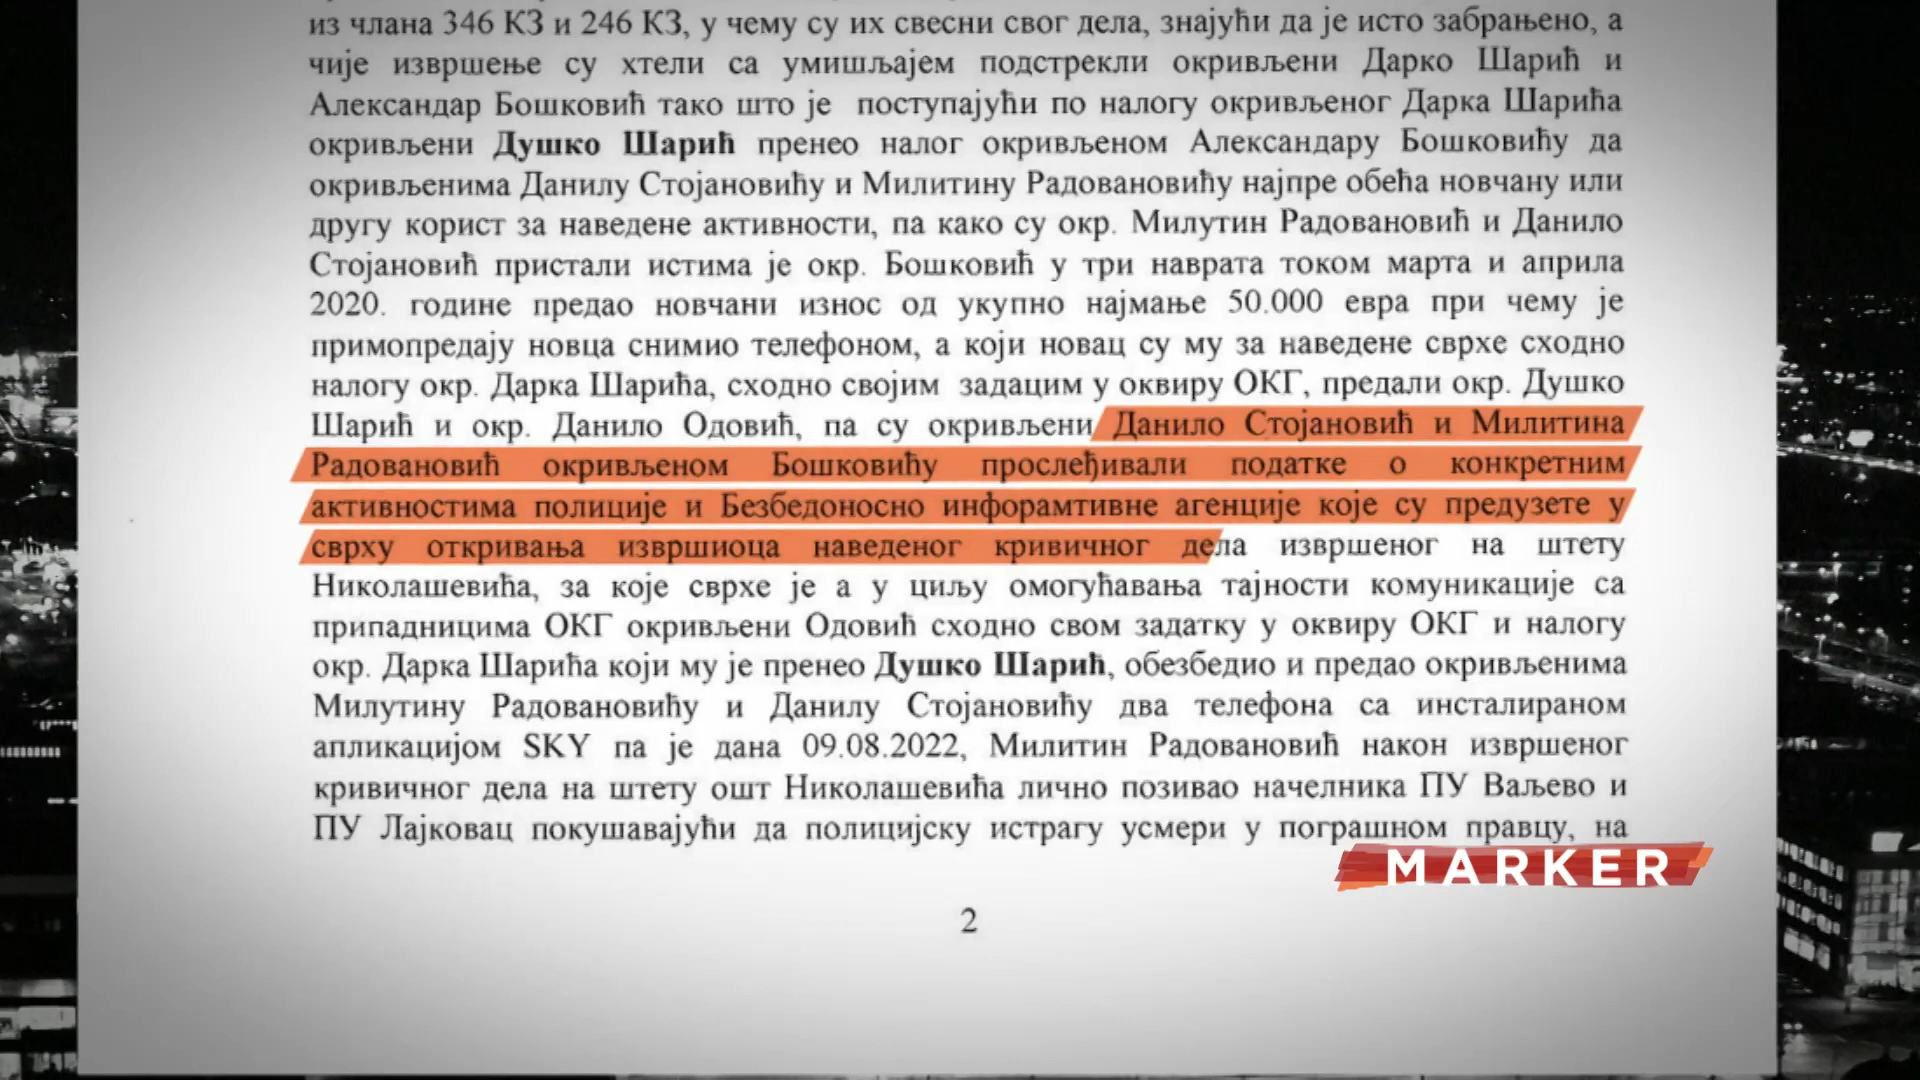 из члана 346 КЗ и 246 КЗ, у чему су их свесни свог дела, знајући да је исто забрањено, а
чије извршење су хтели са умишљајем подстрекли окривљени Дарко Шарић и
Александар Бошковић тако што је поступајући по налогу окривљеног Дарка Шарића
окривљени Душко Шарић пренео налог окривљеном Александару Бошковићу да
окривљенима Данилу Стојановићу и Милитину Радовановићу најпре обећа новчану или
другу корист за наведене активности, па како су окр. Милутин Радовановић и Данило
Стојановић пристали истима је окр. Бошковић у три наврата током марта и априла
2020. године предао новчани износ од укупно најмање 50.000 евра при чему је
примопредају новца снимио телефоном, а који новац су му за наведене сврхе сходно
налогу окр. Дарка Шарића, сходно својим задацим у оквиру ОКГ, предали окр. Душко
Шарић и окр. Данило Одовић, па су окривљени Данило Стојановић и Милитина
Радовановић окривљеном Бошковићу прослеђивали податке о конкретним
активностима полиције и Безбедоносно инфорамтивне агенције које су предузете у
сврху откривања извршиоца наведеног кривичног дела извршеног на штету
Николашевића, за које сврхе је а у циљу омогућавања тајности комуникације са
припадницима ОКГ окривљени Одовић сходно свом задатку у оквиру ОКГ и налогу
окр. Дарка Шарића који му је пренео Душко Шарић, обезбедио и предао окривљенима
Милутину Радовановићу и Данилу Стојановићу два телефона са инсталираном
апликацијом SKY па је дана 09.08.2022, Милитин Радовановић након извршеног
кривичног дела на штету ошт Николашевића лично позивао начелника ПУ Ваљево и
ПУ Лајковац покушавајући да полицијску истрагу усмери у пограшном правцу, на
MARKER
2